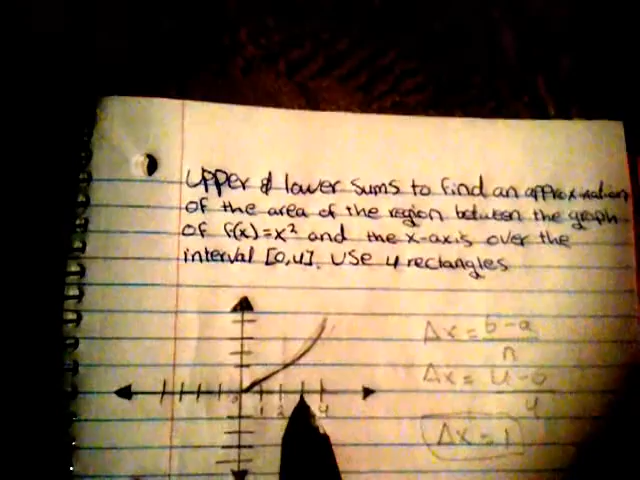 Upper & lower sums to find an approximation
of the area of the region between the graph
of f(x)=x² and the x-axis over the
interval [0,4]. Use 4 rectangles
Δx = b-a
n
Δx = 4-0
4
Δx = 1
1 2 4